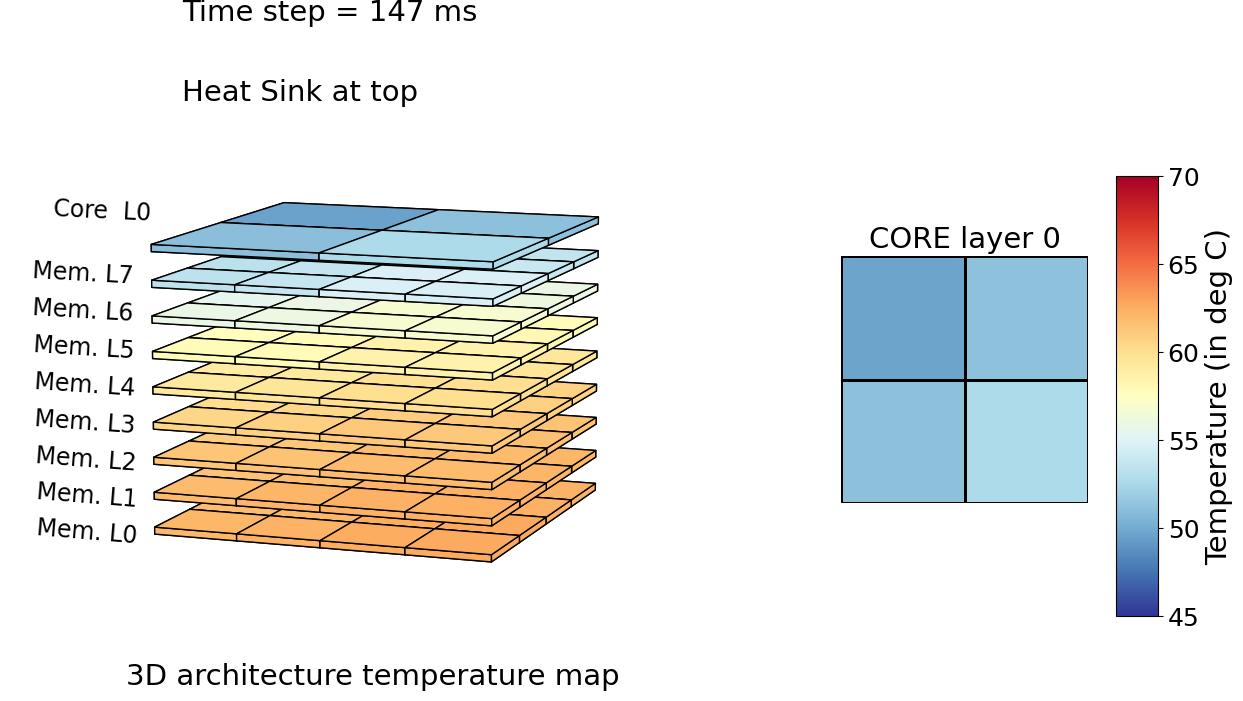 Time step = 147 ms
Heat Sink at top
Core  L0
Mem. L7
Mem. L6
Mem. L5
Mem. L4
Mem. L3
Mem. L2
Mem. L1
Mem. L0
3D architecture temperature map
CORE layer 0
70
65
60
55
50
45
Temperature (in deg C)